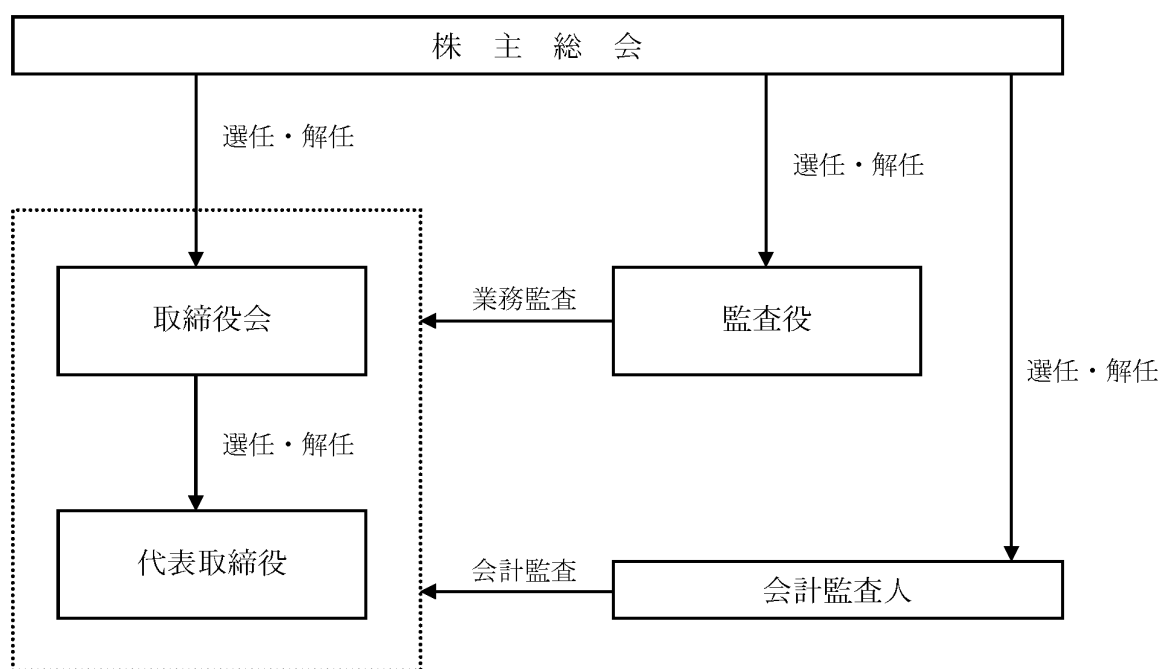 株主総会
選任・解任
選任・解任
取締役会
業務監査
監査役
選任・解任
選任・解任
代表取締役
会計監査
会計監査人